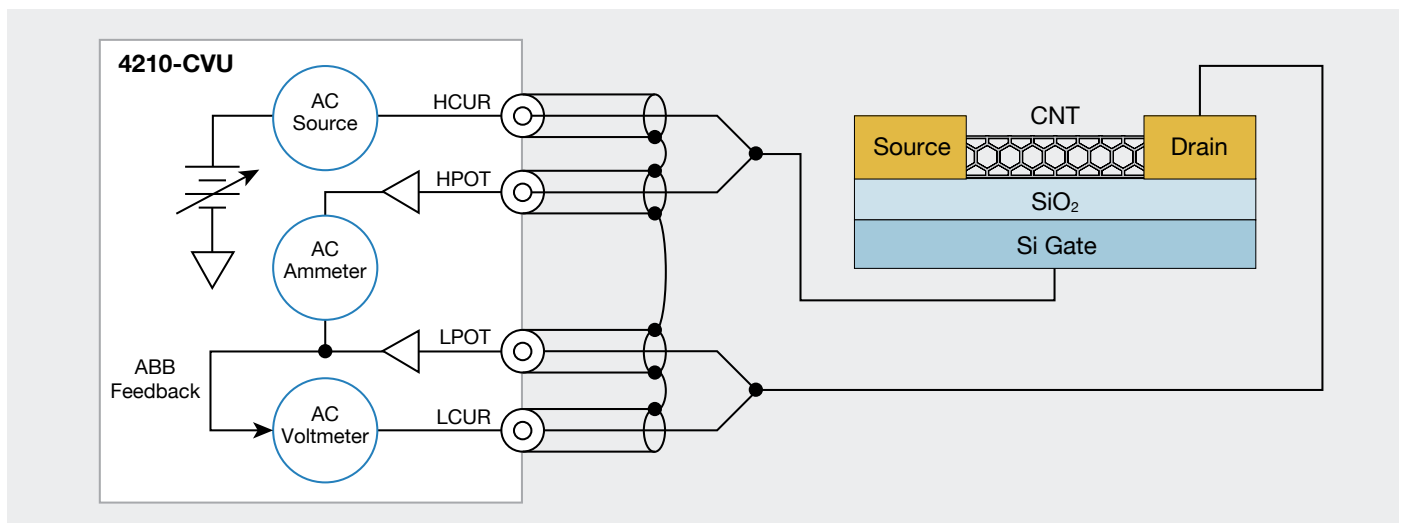 4210-CVU
AC
Source
HCUR
HPOT
AC
Ammeter
LPOT
ABB
Feedback
AC
Voltmeter
LCUR
CNT
Source
Drain
SiO₂
Si Gate